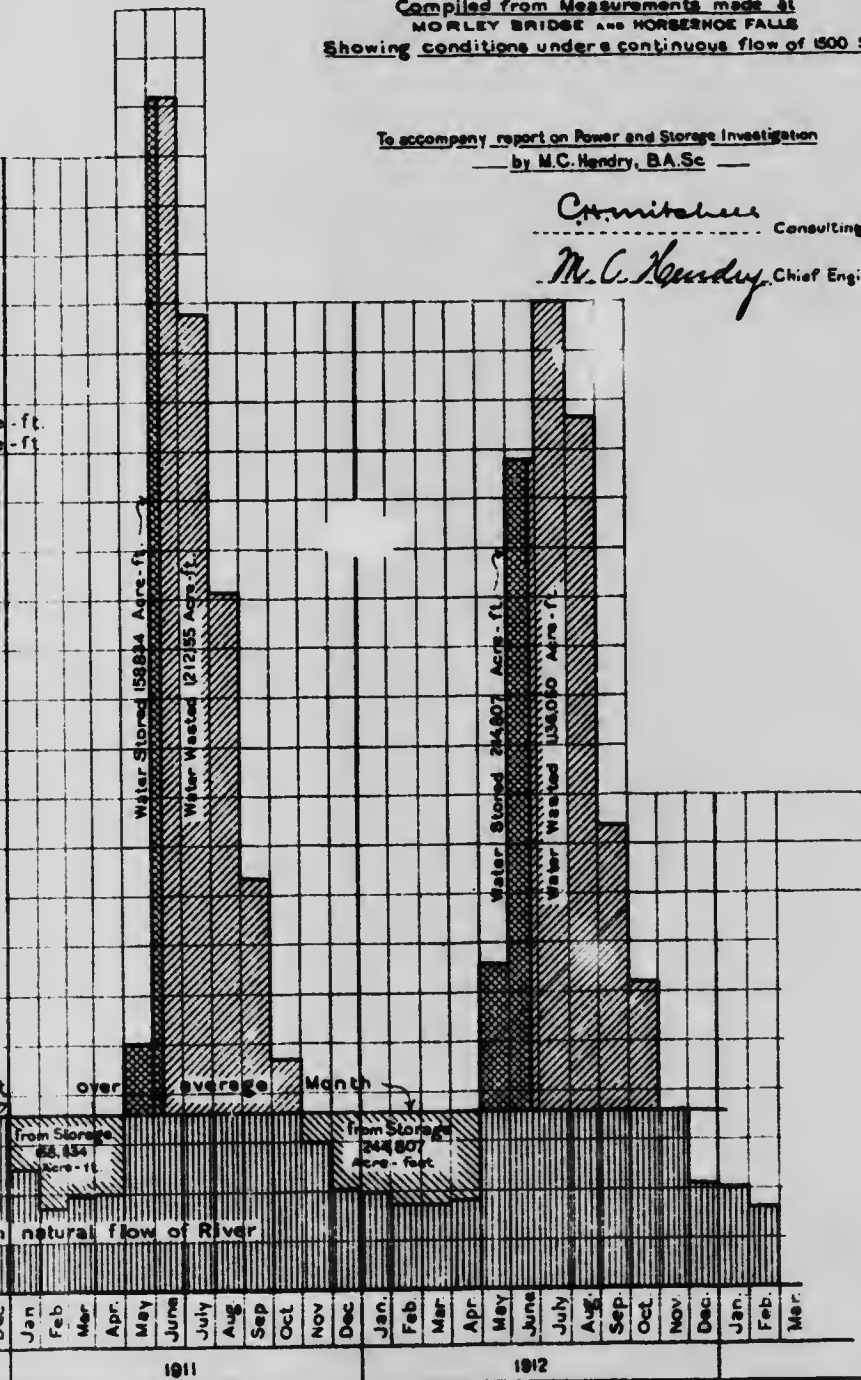 Compiled from Measurements made at
MORLEY BRIDGE AND HORSESHOE FALLS
Showing conditions under a continuous flow of 1500 S
To accompany report on Power and Storage Investigation
by M.C. Hendry, B.A.Sc
C.H. Mitchell Consulting
M. C. Hendry Chief Engi
-ft.
-ft
Water Stored 158834 Acre-ft.
Water Wasted 1212155 Acre-ft.
Water Stored 244,807 Acre-ft.
Water Wasted 1,136,050 Acre-ft.
over average Month
from Storage
158,834
Acre-ft.
from Storage
244,807
Acre-feet
natural flow of River
Dec Jan Feb Mar Apr. May June July Aug Sep Oct Nov Dec Jan. Feb. Mar. Apr. May June July Aug. Sep. Oct. Nov. Dec. Jan. Feb. Mar.
1911 1912